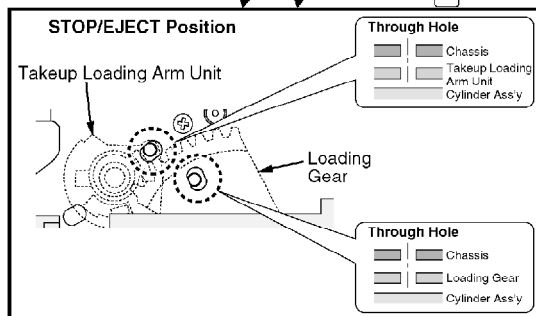 STOP/EJECT Position
Takeup Loading Arm Unit
Through Hole
Chassis
Takeup Loading
Arm Unit
Cylinder Ass'y
Loading
Gear
Through Hole
Chassis
Loading Gear
Cylinder Ass'y